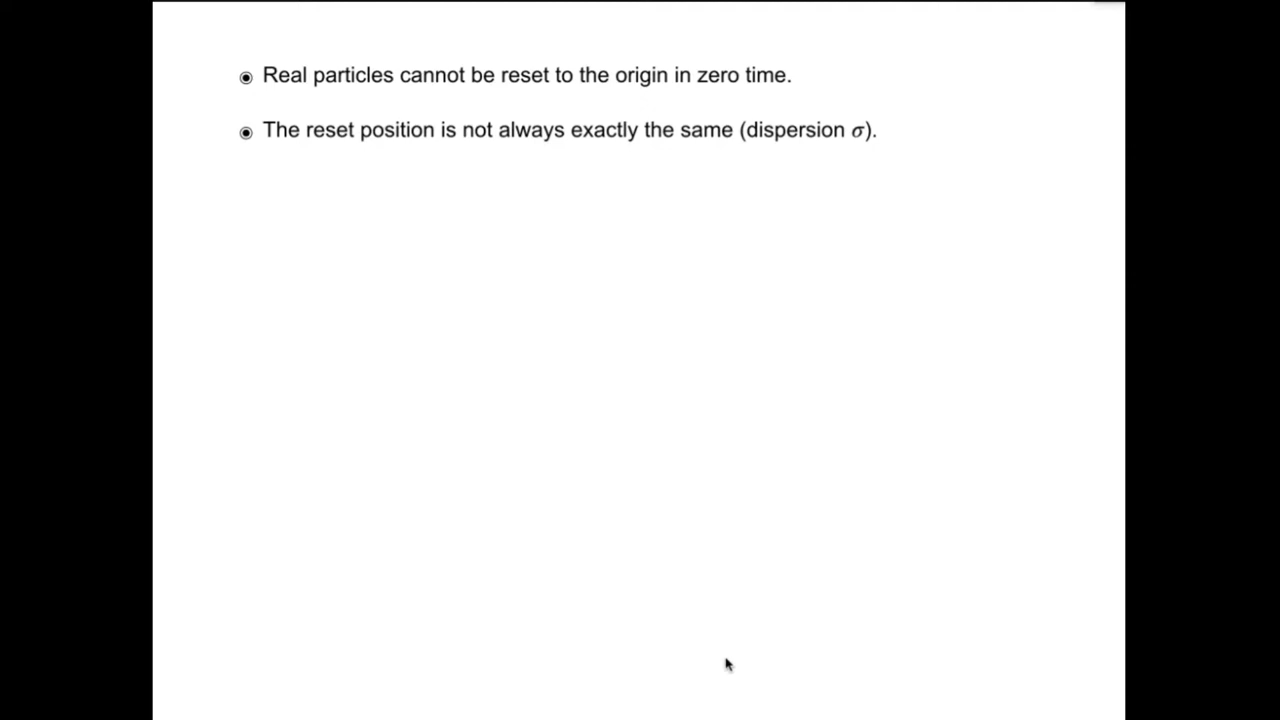 Real particles cannot be reset to the origin in zero time.
The reset position is not always exactly the same (dispersion σ).